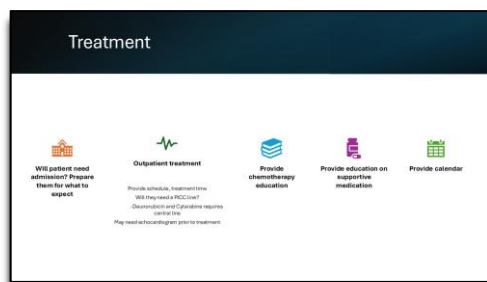 Treatment
Will patient need
admission? Prepare
them for what to
expect
Outpatient treatment
Provide schedule, treatment time
Will they need a PICC line?
-Daunorubicin and Cytarabine requires
central line
May need echocardiogram prior to treatment
Provide
chemotherapy
education
Provide education on
supportive
medication
Provide calendar